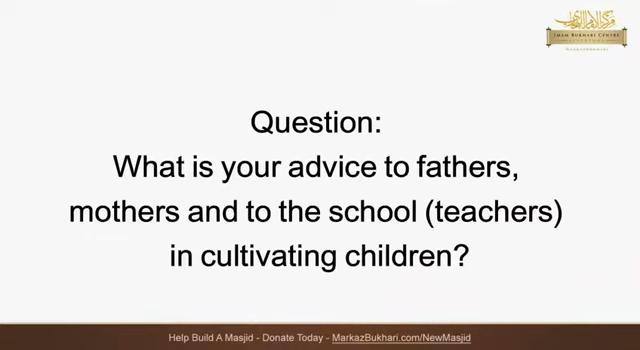 IMAM BUKHARI CENTRE
MARKAZBUKHARI
Question:
What is your advice to fathers,
mothers and to the school (teachers)
in cultivating children?
Help Build A Masjid - Donate Today - MarkazBukhari.com/NewMasjid